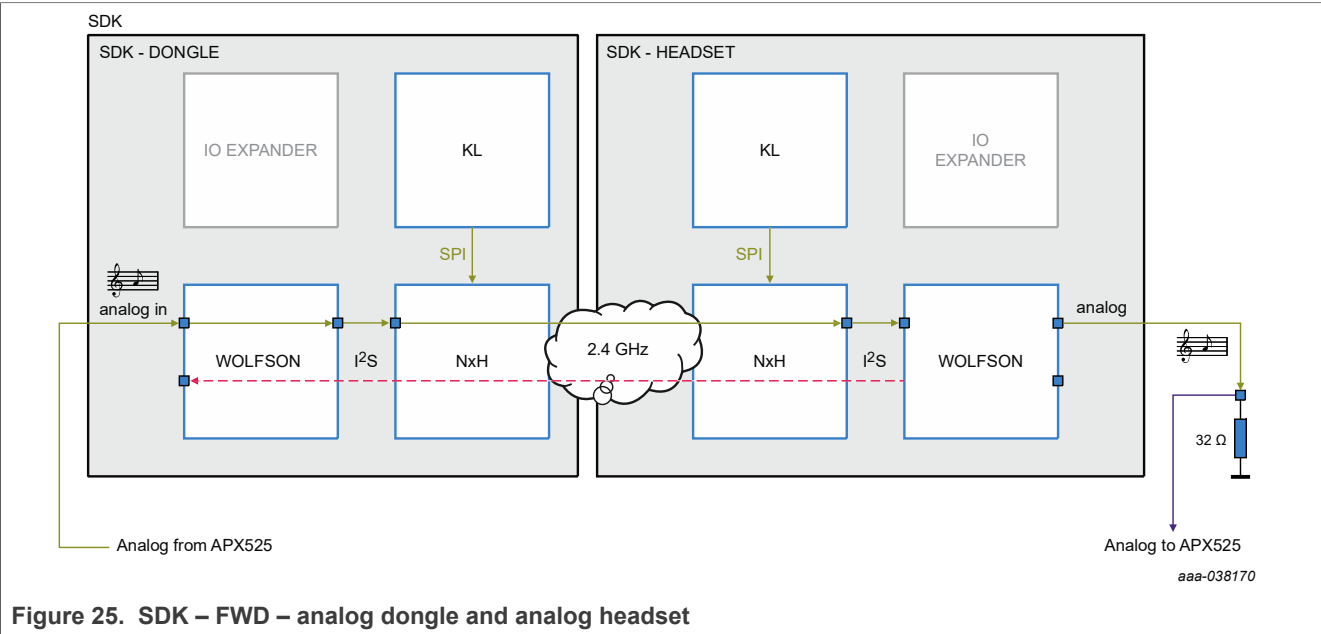 SDK
SDK - DONGLE
SDK - HEADSET
IO EXPANDER
KL
KL
IO
EXPANDER
SPI
SPI
analog in
analog
WOLFSON
I²S
NxH
2.4 GHz
NxH
I²S
WOLFSON
32 Ω
Analog from APX525
Analog to APX525
aaa-038170
Figure 25. SDK – FWD – analog dongle and analog headset